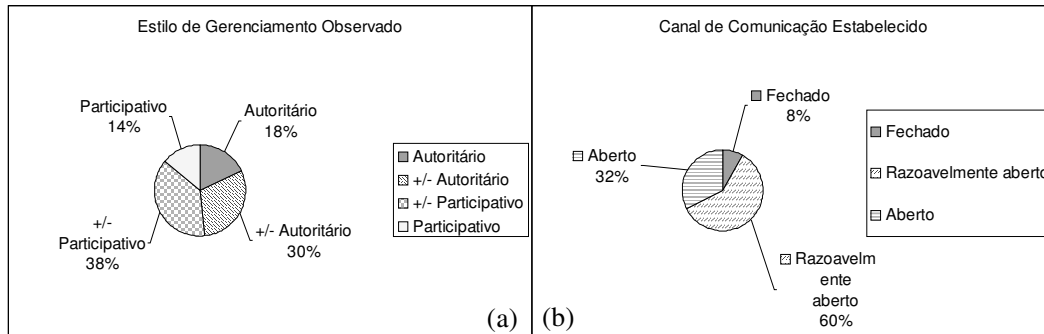 Estilo de Gerenciamento Observado
Participativo
14%
Autoritário
18%
+/-
Participativo
38%
+/- Autoritário
30%
Autoritário
+/- Autoritário
+/- Participativo
Participativo
(a)
Canal de Comunicação Estabelecido
Fechado
8%
Aberto
32%
Razoavelm
ente
aberto
60%
Fechado
Razoavelmente aberto
Aberto
(b)